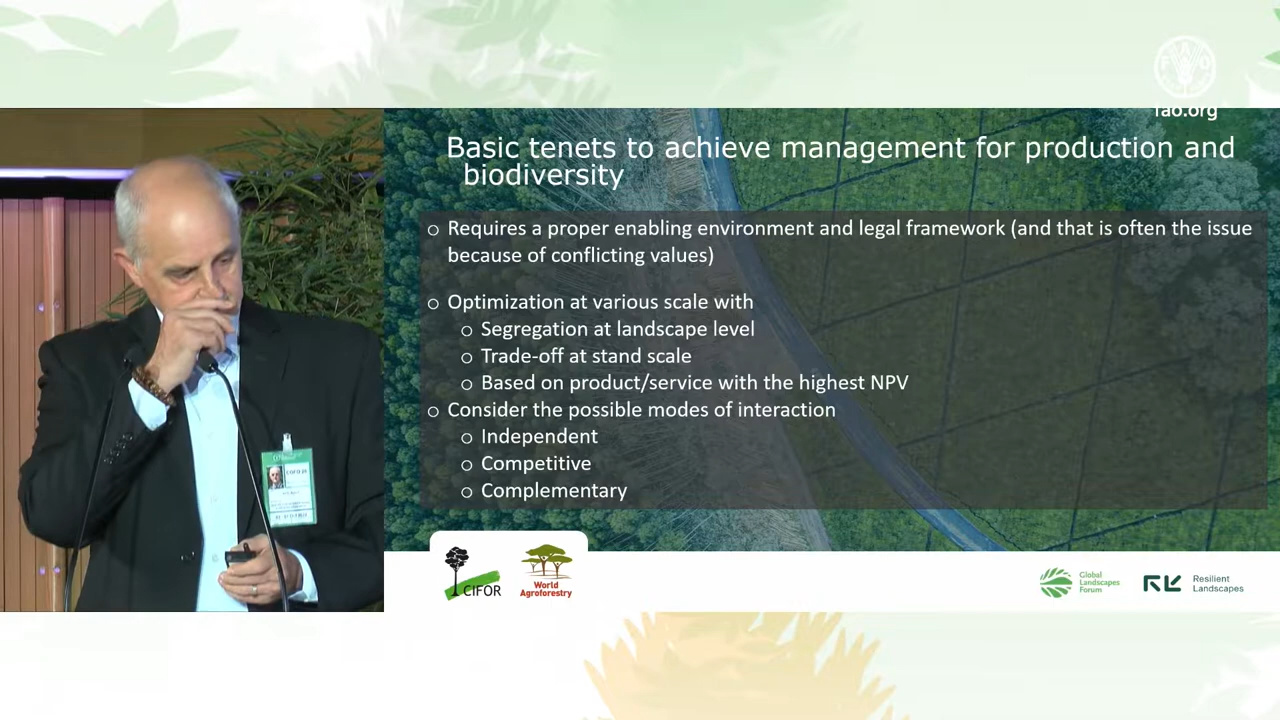 FAO
fao.org
Basic tenets to achieve management for production and
biodiversity
o Requires a proper enabling environment and legal framework (and that is often the issue
because of conflicting values)
o Optimization at various scale with
o Segregation at landscape level
o Trade-off at stand scale
o Based on product/service with the highest NPV
o Consider the possible modes of interaction
o Independent
o Competitive
o Complementary
COFO 26
CIFOR
World
Agroforestry
Global
Landscapes
Forum
Resilient
Landscapes